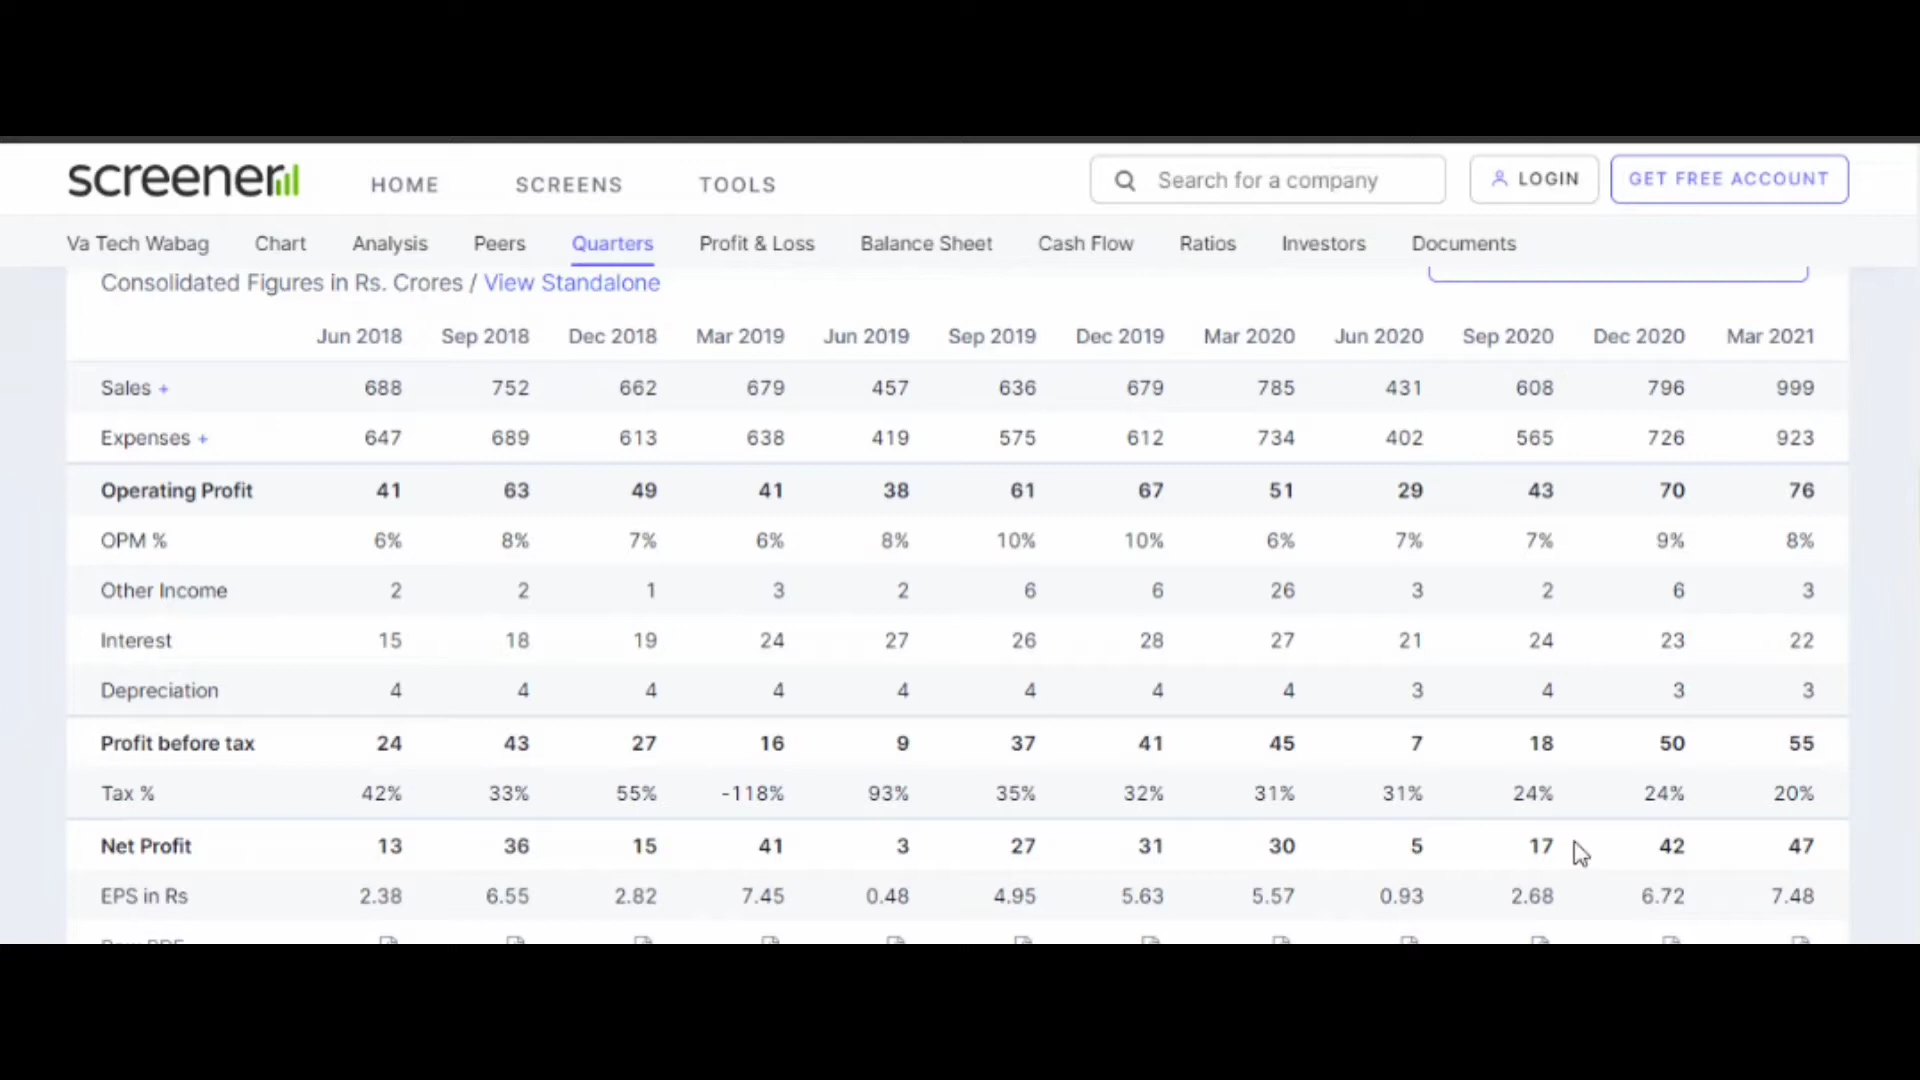 screener HOME SCREENS TOOLS Search for a company LOGIN GET FREE ACCOUNT
Va Tech Wabag Chart Analysis Peers Quarters Profit & Loss Balance Sheet Cash Flow Ratios Investors Documents
Consolidated Figures in Rs. Crores / View Standalone
Jun 2018 Sep 2018 Dec 2018 Mar 2019 Jun 2019 Sep 2019 Dec 2019 Mar 2020 Jun 2020 Sep 2020 Dec 2020 Mar 2021
Sales + 688 752 662 679 457 636 679 785 431 608 796 999
Expenses + 647 689 613 638 419 575 612 734 402 565 726 923
Operating Profit 41 63 49 41 38 61 67 51 29 43 70 76
OPM % 6% 8% 7% 6% 8% 10% 10% 6% 7% 7% 9% 8%
Other Income 2 2 1 3 2 6 6 26 3 2 6 3
Interest 15 18 19 24 27 26 28 27 21 24 23 22
Depreciation 4 4 4 4 4 4 4 4 3 4 3 3
Profit before tax 24 43 27 16 9 37 41 45 7 18 50 55
Tax % 42% 33% 55% -118% 93% 35% 32% 31% 31% 24% 24% 20%
Net Profit 13 36 15 41 3 27 31 30 5 17 42 47
EPS in Rs 2.38 6.55 2.82 7.45 0.48 4.95 5.63 5.57 0.93 2.68 6.72 7.48